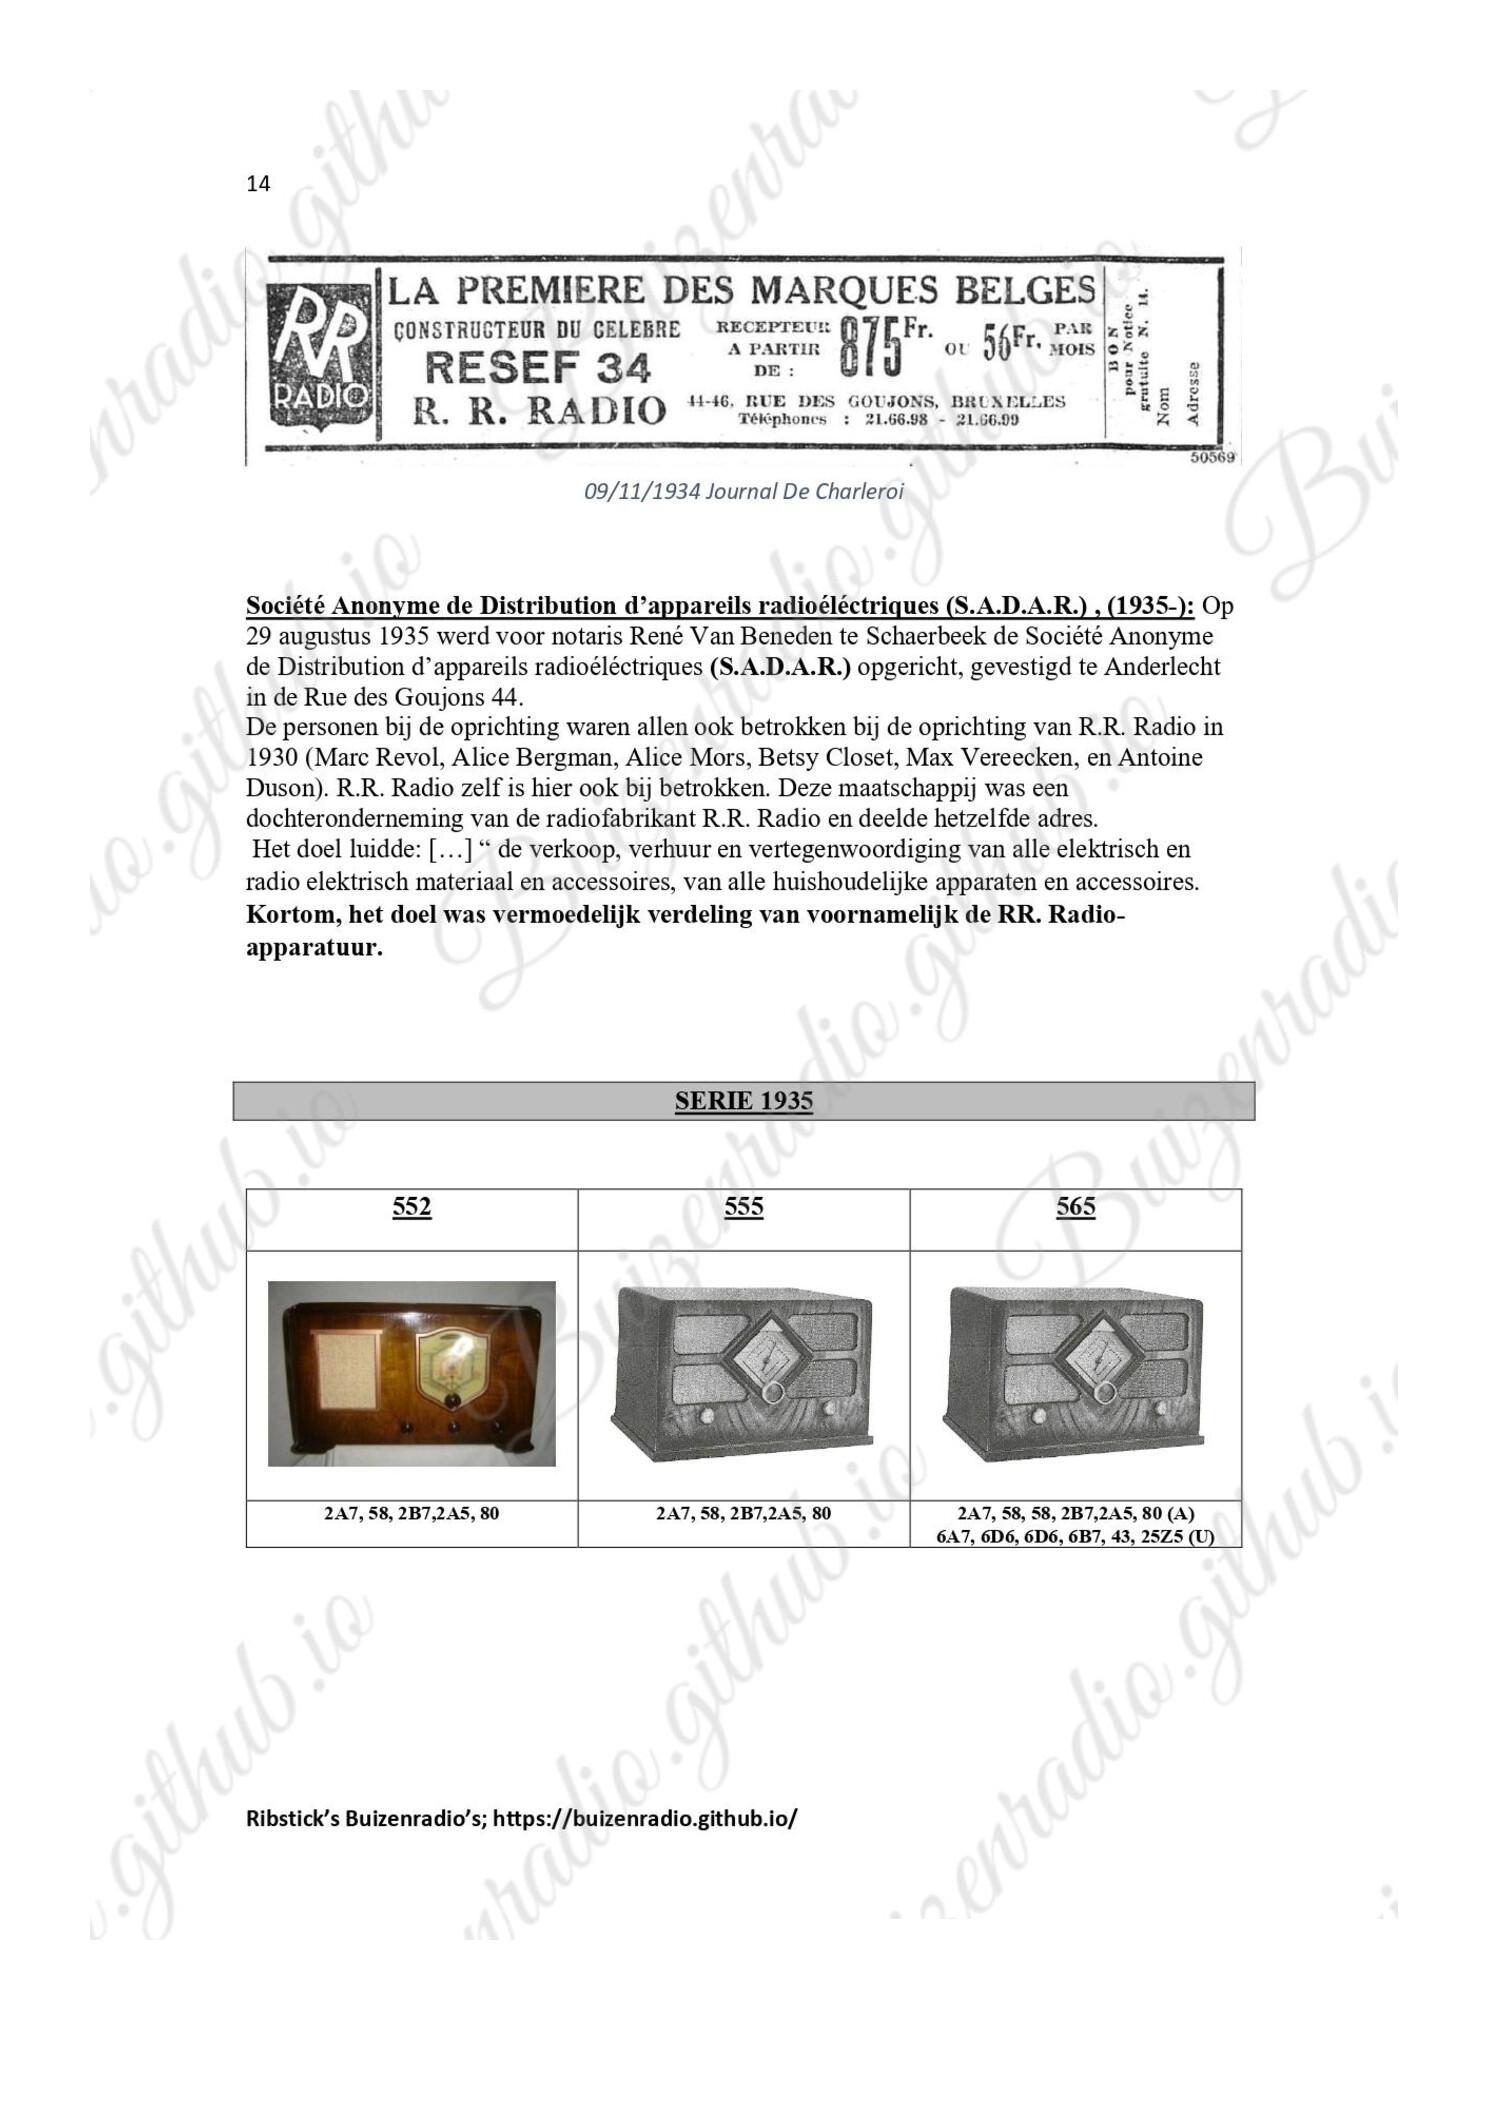 14
LA PREMIERE DES MARQUES BELGES
RR
RADIO
CONSTRUCTEUR DU CELEBRE
RESEF 34
R. R. RADIO
RECEPTEUR
A PARTIR
DE :
875 Fr.
OU
56 Fr.
PAR
MOIS
44-46, RUE DES GOUJONS, BRUXELLES
Téléphones : 21.66.98 - 21.66.99
BON
pour Notice
gratuite N. 14.
Nom
Adresse
50569
09/11/1934 Journal De Charleroi
Société Anonyme de Distribution d’appareils radioéléctriques (S.A.D.A.R.) , (1935-): Op
29 augustus 1935 werd voor notaris René Van Beneden te Schaerbeek de Société Anonyme
de Distribution d’appareils radioéléctriques (S.A.D.A.R.) opgericht, gevestigd te Anderlecht
in de Rue des Goujons 44.
De personen bij de oprichting waren allen ook betrokken bij de oprichting van R.R. Radio in
1930 (Marc Revol, Alice Bergman, Alice Mors, Betsy Closet, Max Vereecken, en Antoine
Duson). R.R. Radio zelf is hier ook bij betrokken. Deze maatschappij was een
dochteronderneming van de radiofabrikant R.R. Radio en deelde hetzelfde adres.
Het doel luidde: […] “ de verkoop, verhuur en vertegenwoordiging van alle elektrisch en
radio elektrisch materiaal en accessoires, van alle huishoudelijke apparaten en accessoires.
Kortom, het doel was vermoedelijk verdeling van voornamelijk de RR. Radio-
apparatuur.
SERIE 1935
552 555 565
2A7, 58, 2B7,2A5, 80 2A7, 58, 2B7,2A5, 80 2A7, 58, 58, 2B7,2A5, 80 (A)
6A7, 6D6, 6D6, 6B7, 43, 25Z5 (U)
Ribstick’s Buizenradio’s; https://buizenradio.github.io/
Buizenradio.github.io